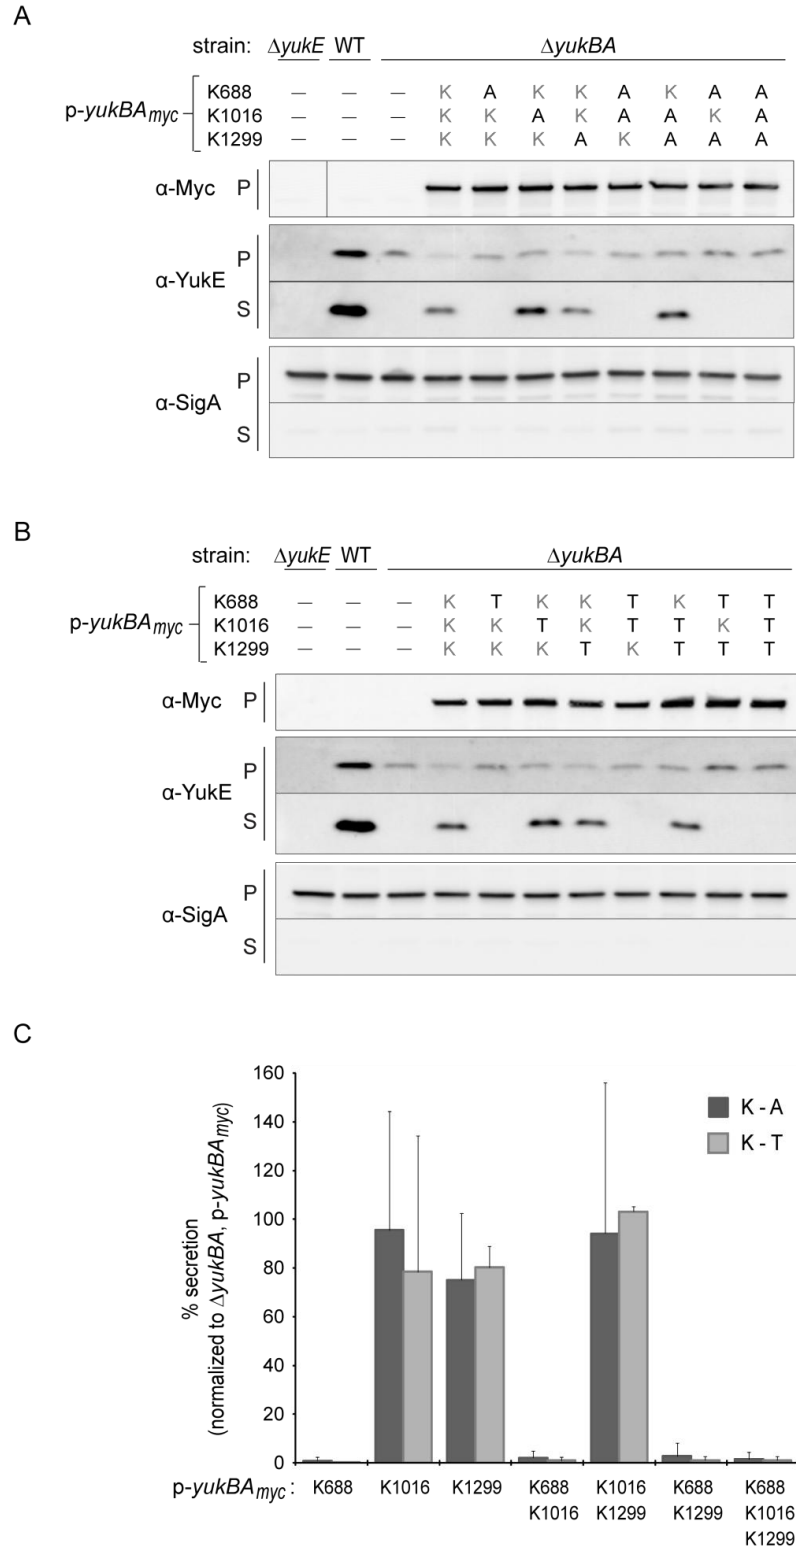 A
strain: ΔyukE WT ΔyukBA
p-yukBAmyc
K688 – – – K A K K A K A A
K1016 – – – K K A K A A K A
K1299 – – – K K K A K A A A
α-Myc P
α-YukE P
S
α-SigA P
S
B
strain: ΔyukE WT ΔyukBA
p-yukBAmyc
K688 – – – K T K K T K T T
K1016 – – – K K T K T T K T
K1299 – – – K K K T K T T T
α-Myc P
α-YukE P
S
α-SigA P
S
C
% secretion
(normalized to ΔyukBA, p-yukBAmyc)
160
140
120
100
80
60
40
20
0
K - A
K - T
p-yukBAmyc : K688 K1016 K1299 K688 K1016 K688 K688
K1016 K1299 K1299 K1016
K1299